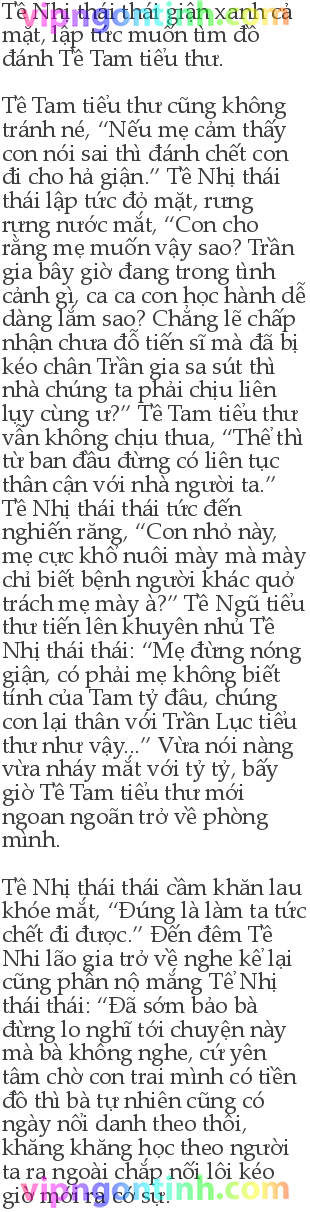 Tề Nhị thái thái giận xanh cả
vipngontinh.com
mặt, lập tức muốn tìm đồ
đánh Tề Tam tiểu thư.
Tề Tam tiểu thư cũng không
tránh né, “Nếu mẹ cảm thấy
con nói sai thì đánh chết con
đi cho hả giận.” Tề Nhị thái
thái lập tức đỏ mặt, rưng
rưng nước mắt, “Con cho
rằng mẹ muốn vậy sao? Trần
gia bây giờ đang trong tình
cảnh gì, ca ca con học hành dễ
dàng lắm sao? Chẳng lẽ chấp
nhận chưa đỗ tiến sĩ mà đã bị
kéo chân Trần gia sa sút thì
nhà chúng ta phải chịu liên
lụy cùng ư?” Tề Tam tiểu thư
vẫn không chịu thua, “Thế thì
từ ban đầu đừng có liên tục
thân cận với nhà người ta.”
Tề Nhị thái thái tức đến
nghiến răng, “Con nhỏ này,
mẹ cực khổ nuôi mày mà mày
chỉ biết bệnh người khác quở
trách mẹ mày à?” Tề Ngũ tiểu
thư tiến lên khuyên nhủ Tề
Nhị thái thái: “Mẹ đừng nóng
giận, có phải mẹ không biết
tính của Tam tỷ đâu, chúng
con lại thân với Trần Lục tiểu
thư như vậy...” Vừa nói nàng
vừa nháy mắt với tỷ tỷ, bấy
giờ Tề Tam tiểu thư mới
ngoan ngoãn trở về phòng
mình.
Tề Nhị thái thái cầm khăn lau
khóe mắt, “Đúng là làm ta tức
chết đi được.” Đến đêm Tề
Nhi lão gia trở về nghe kể lại
cũng phẫn nộ mắng Tể Nhị
thái thái: “Đã sớm bảo bà
đừng lo nghĩ tới chuyện này
mà bà không nghe, cứ yên
tâm chờ con trai mình có tiền
đồ thì bà tự nhiên cũng có
ngày nổi danh theo thôi,
khăng khăng học theo người
ta ra ngoài chắp nối lôi kéo
vipngontinh.com
giờ mới ra có sự.